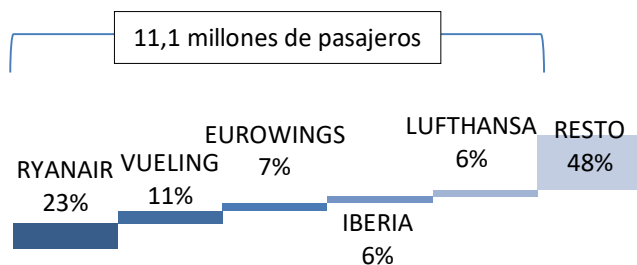 11,1 millones de pasajeros
RYANAIR
23%
VUELING
11%
EUROWINGS
7%
IBERIA
6%
LUFTHANSA
6%
RESTO
48%